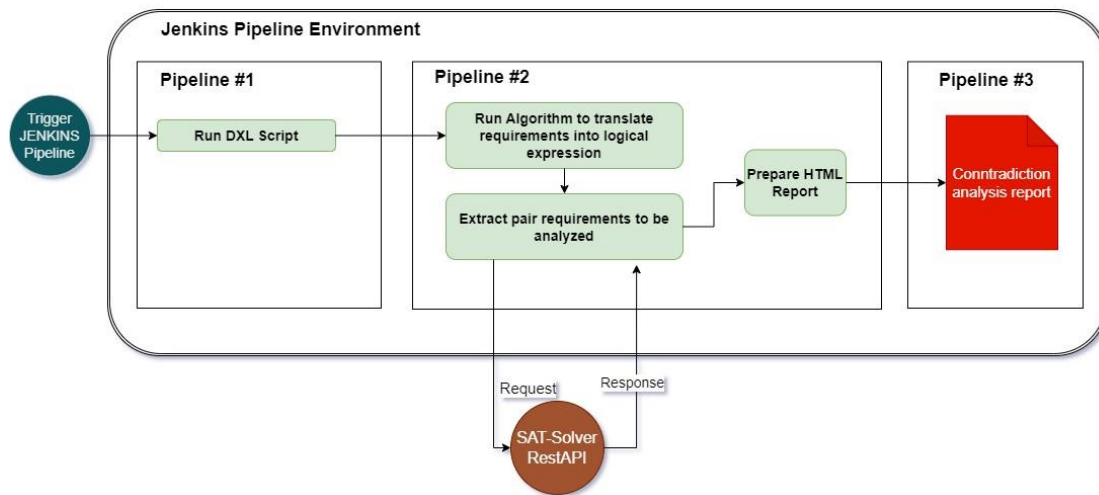 Jenkins Pipeline Environment
Pipeline #1
Pipeline #2
Pipeline #3
Trigger
JENKINS
Pipeline
Run DXL Script
Run Algorithm to translate
requirements into logical
expression
Extract pair requirements to be
analyzed
Prepare HTML
Report
Conntradiction
analysis report
Request
Response
SAT-Solver
RestAPI